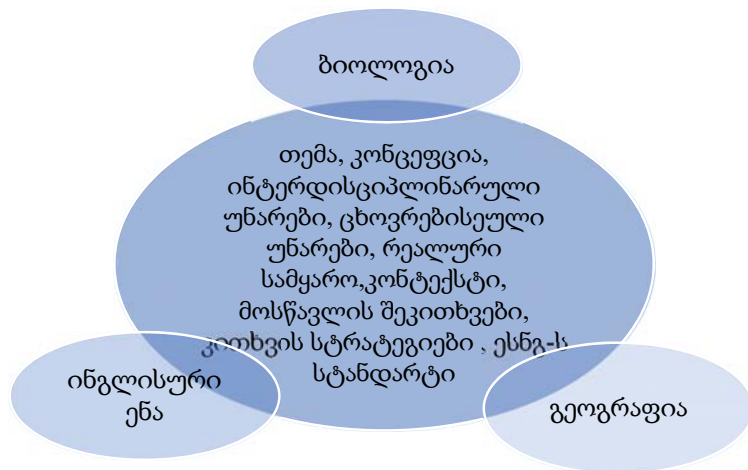 ბიოლოგია
თემა, კონცეფცია,
ინტერდისციპლინარული
უნარები, ცხოვრებისეული
უნარები, რეალური
სამყარო,კონტექსტი,
მოსწავლის შეკითხვები,
კითხვის სტრატეგიები , ესნგ-ს
სტანდარტი
ინგლისური
ენა
გეოგრაფია